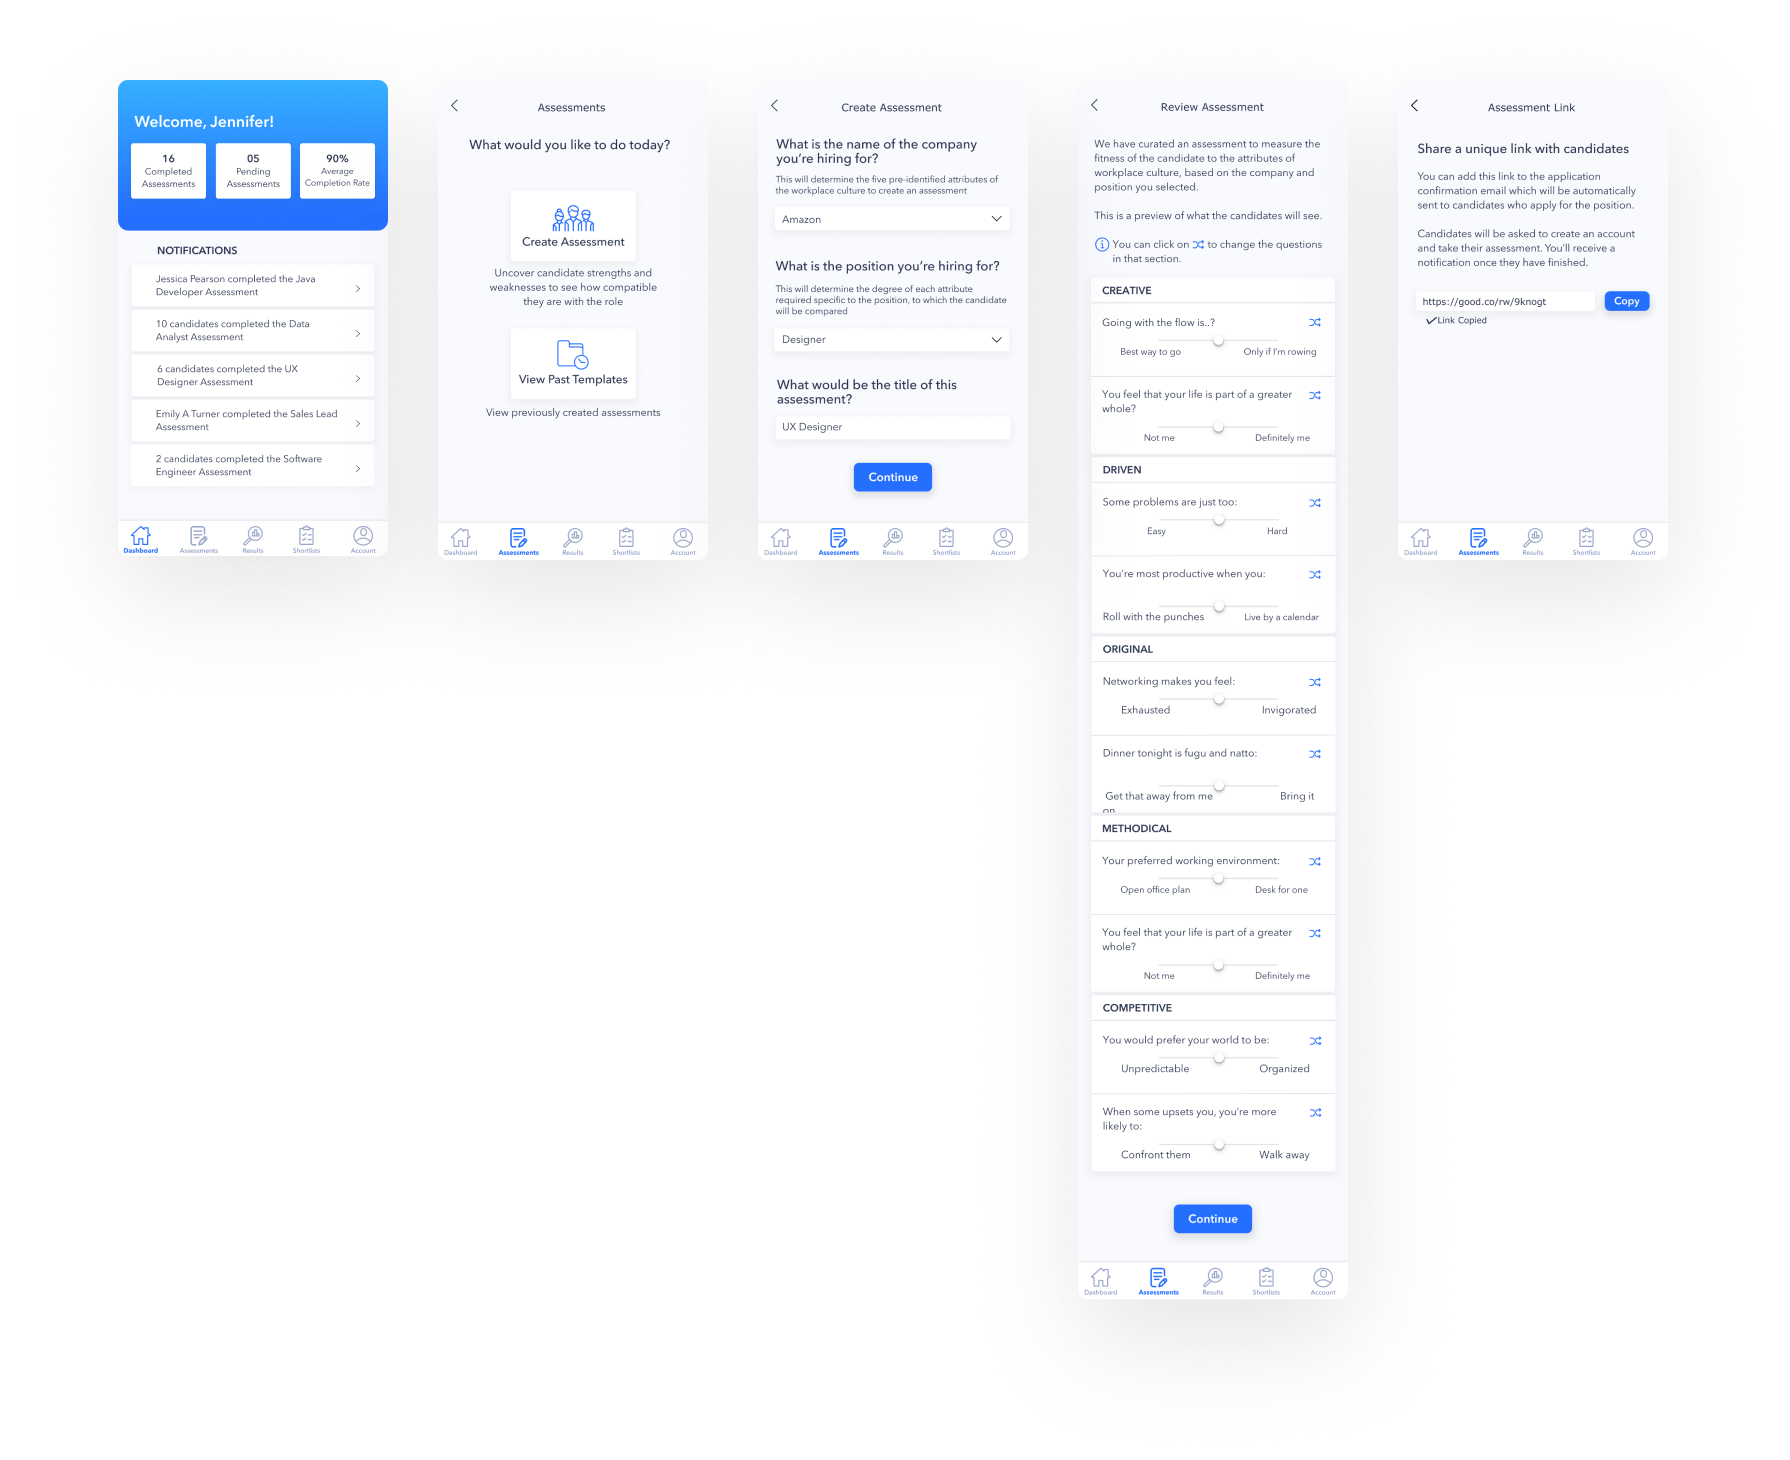 Welcome, Jennifer!
16
Completed
Assessments
05
Pending
Assessments
90%
Average
Completion Rate
NOTIFICATIONS
Jessica Pearson completed the Java
Developer Assessment
10 candidates completed the Data
Analyst Assessment
6 candidates completed the UX
Designer Assessment
Emily A Turner completed the Sales Lead
Assessment
2 candidates completed the Software
Engineer Assessment
Dashboard
Assessments
Results
Shortlists
Account
Assessments
What would you like to do today?
Create Assessment
Uncover candidate strengths and
weaknesses to see how compatible
they are with the role
View Past Templates
View previously created assessments
Dashboard
Assessments
Results
Shortlists
Account
Create Assessment
What is the name of the company
you're hiring for?
This will determine the five pre-identified attributes of
the workplace culture to create an assessment
Amazon
What is the position you're hiring for?
This will determine the degree of each attribute
required specific to the position, to which the candidate
will be compared
Designer
What would be the title of this
assessment?
UX Designer
Continue
Dashboard
Assessments
Results
Shortlists
Account
Review Assessment
We have curated an assessment to measure the
fitness of the candidate to the attributes of
workplace culture, based on the company and
position you selected.
This is a preview of what the candidates will see.
You can click on to change the questions
in that section.
CREATIVE
Going with the flow is..?
Best way to go
Only if I'm rowing
You feel that your life is part of a greater
whole?
Not me
Definitely me
DRIVEN
Some problems are just too:
Easy
Hard
You're most productive when you:
Roll with the punches
Live by a calendar
ORIGINAL
Networking makes you feel:
Exhausted
Invigorated
Dinner tonight is fugu and natto:
Get that away from me
Bring it
on
METHODICAL
Your preferred working environment:
Open office plan
Desk for one
You feel that your life is part of a greater
whole?
Not me
Definitely me
COMPETITIVE
You would prefer your world to be:
Unpredictable
Organized
When some upsets you, you're more
likely to:
Confront them
Walk away
Continue
Dashboard
Assessments
Results
Shortlists
Account
Assessment Link
Share a unique link with candidates
You can add this link to the application
confirmation email which will be automatically
sent to candidates who apply for the position.
Candidates will be asked to create an account
and take their assessment. You'll receive a
notification once they have finished.
https://good.co/rw/9knogt
Copy
Link Copied
Dashboard
Assessments
Results
Shortlists
Account